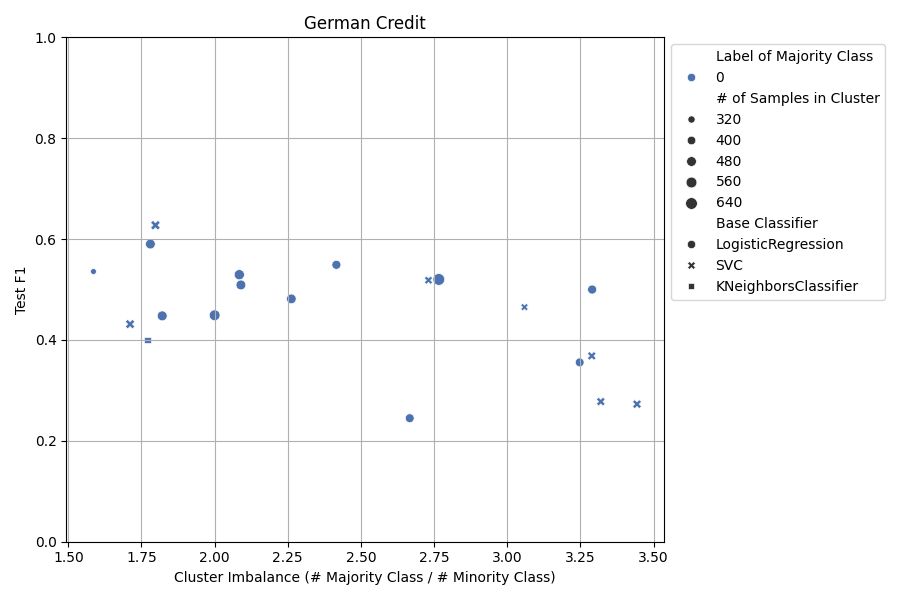 German Credit
Test F1
1.0
0.8
0.6
0.4
0.2
0.0
1.50 1.75 2.00 2.25 2.50 2.75 3.00 3.25 3.50
Cluster Imbalance (# Majority Class / # Minority Class)
Label of Majority Class
0
# of Samples in Cluster
320
400
480
560
640
Base Classifier
LogisticRegression
SVC
KNeighborsClassifier